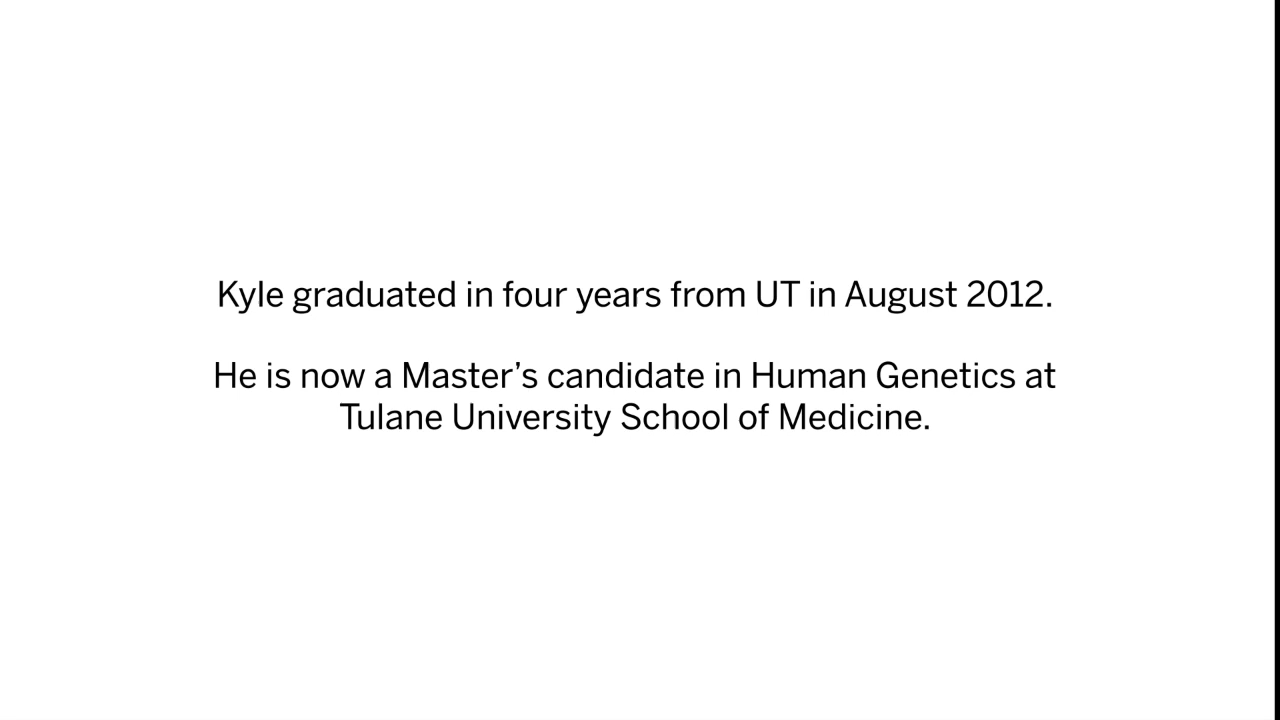 Kyle graduated in four years from UT in August 2012.
He is now a Master’s candidate in Human Genetics at
Tulane University School of Medicine.